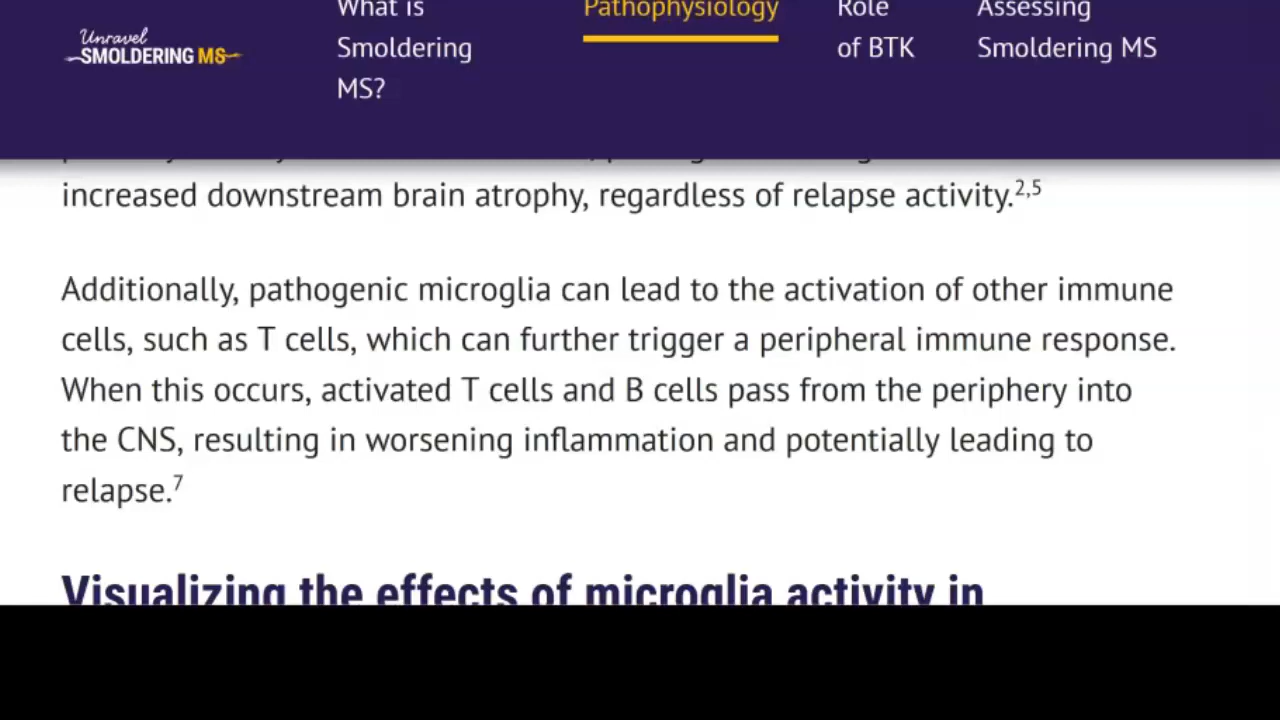 What is
Smoldering
MS?
Pathophysiology
Role
of BTK
Assessing
Smoldering MS
Unravel
SMOLDERING MS
increased downstream brain atrophy, regardless of relapse activity.2,5
Additionally, pathogenic microglia can lead to the activation of other immune
cells, such as T cells, which can further trigger a peripheral immune response.
When this occurs, activated T cells and B cells pass from the periphery into
the CNS, resulting in worsening inflammation and potentially leading to
relapse.7
Visualizing the effects of microglia activity in